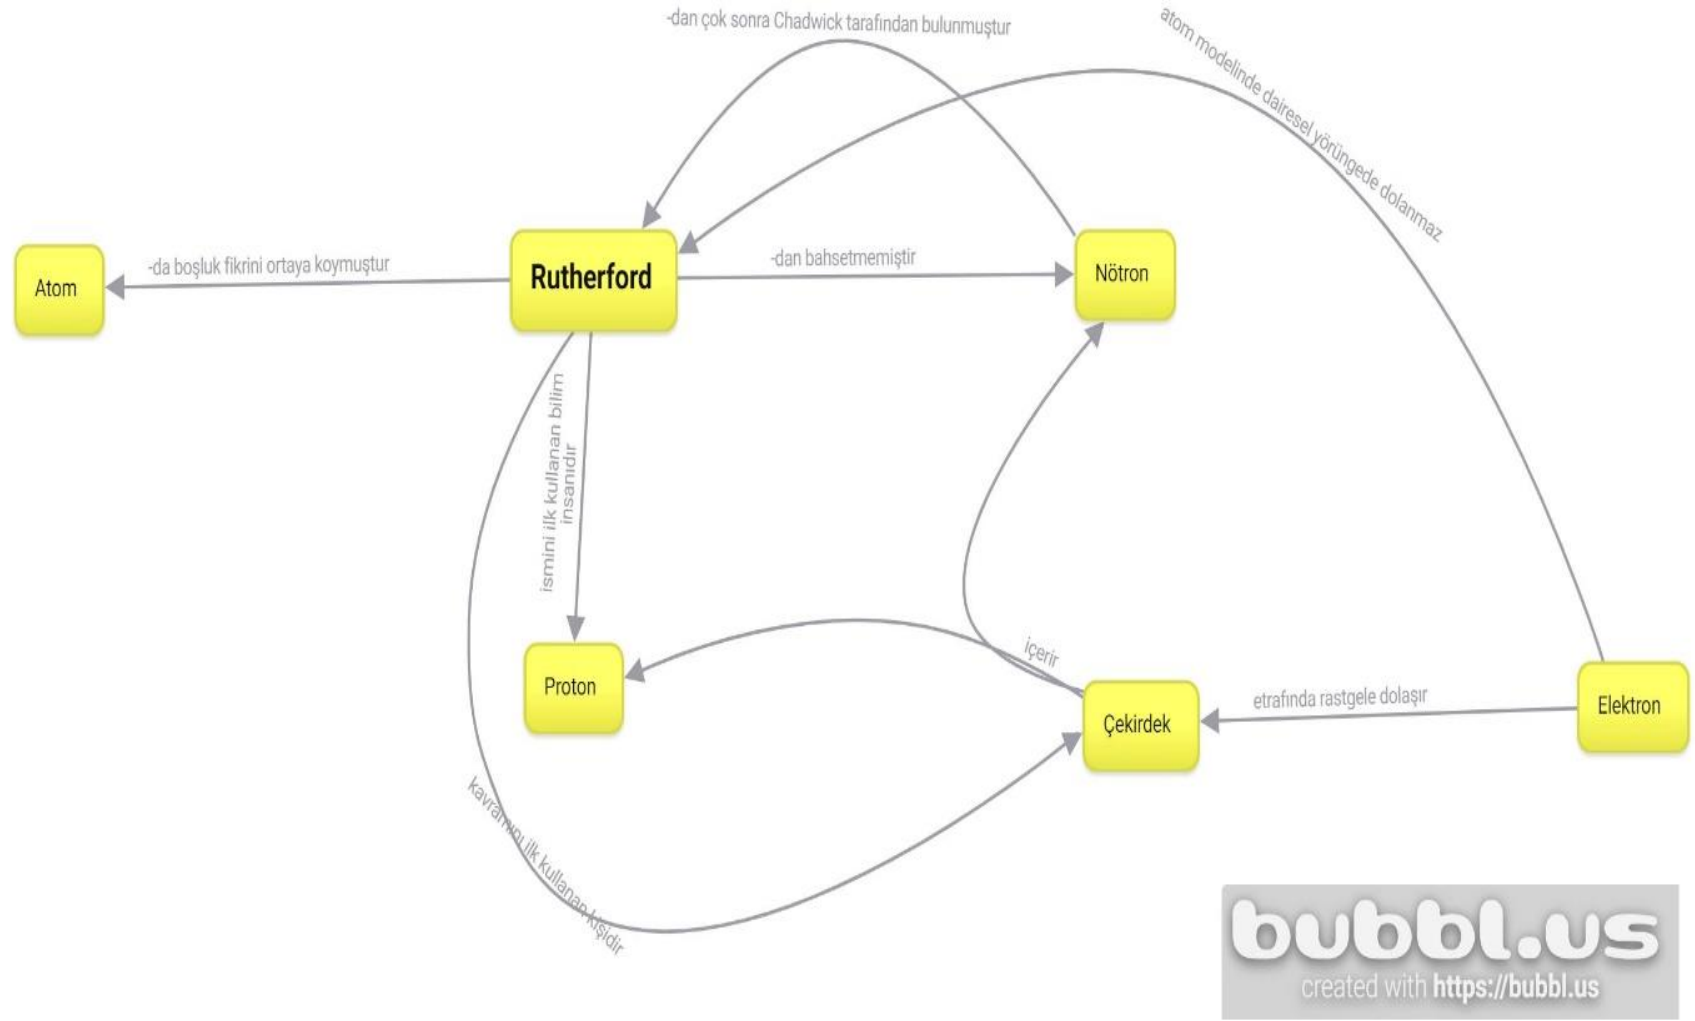 -dan çok sonra Chadwick tarafından bulunmuştur
atom modelinde dairesel yörüngede dolanmaz
-da boşluk fikrini ortaya koymuştur
-dan bahsetmemiştir
Atom
Rutherford
Nötron
ismini ilk kullanan bilim
insanıdır
içerir
Proton
Çekirdek
etrafında rastgele dolaşır
Elektron
kavramını ilk kullanan kişidir
bubbl.us
created with https://bubbl.us